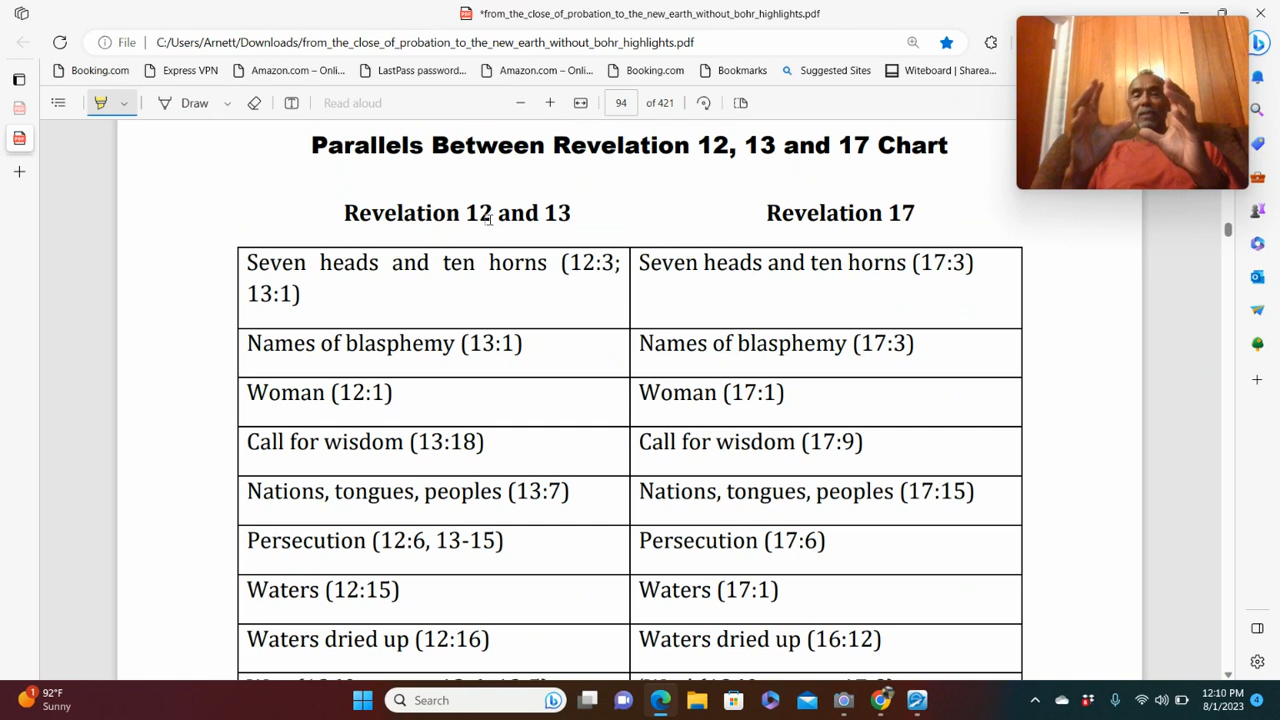 *from_the_close_of_probation_to_the_new_earth_without_bohr_highlights.pdf
File
C:/Users/Arnett/Downloads/from_the_close_of_probation_to_the_new_earth_without_bohr_highlights.pdf
Booking.com
Express VPN
Amazon.com – Onli...
LastPass password...
Amazon.com – Onli...
Booking.com
Bookmarks
Suggested Sites
Witeboard | Sharea...
Draw
Read aloud
94
of 421
Parallels Between Revelation 12, 13 and 17 Chart
Revelation 12 and 13
Revelation 17
Seven heads and ten horns (12:3;
13:1)
Seven heads and ten horns (17:3)
Names of blasphemy (13:1)
Names of blasphemy (17:3)
Woman (12:1)
Woman (17:1)
Call for wisdom (13:18)
Call for wisdom (17:9)
Nations, tongues, peoples (13:7)
Nations, tongues, peoples (17:15)
Persecution (12:6, 13-15)
Persecution (17:6)
Waters (12:15)
Waters (17:1)
Waters dried up (12:16)
Waters dried up (16:12)
1
92°F
Sunny
Search
12:10 PM
8/1/2023
4